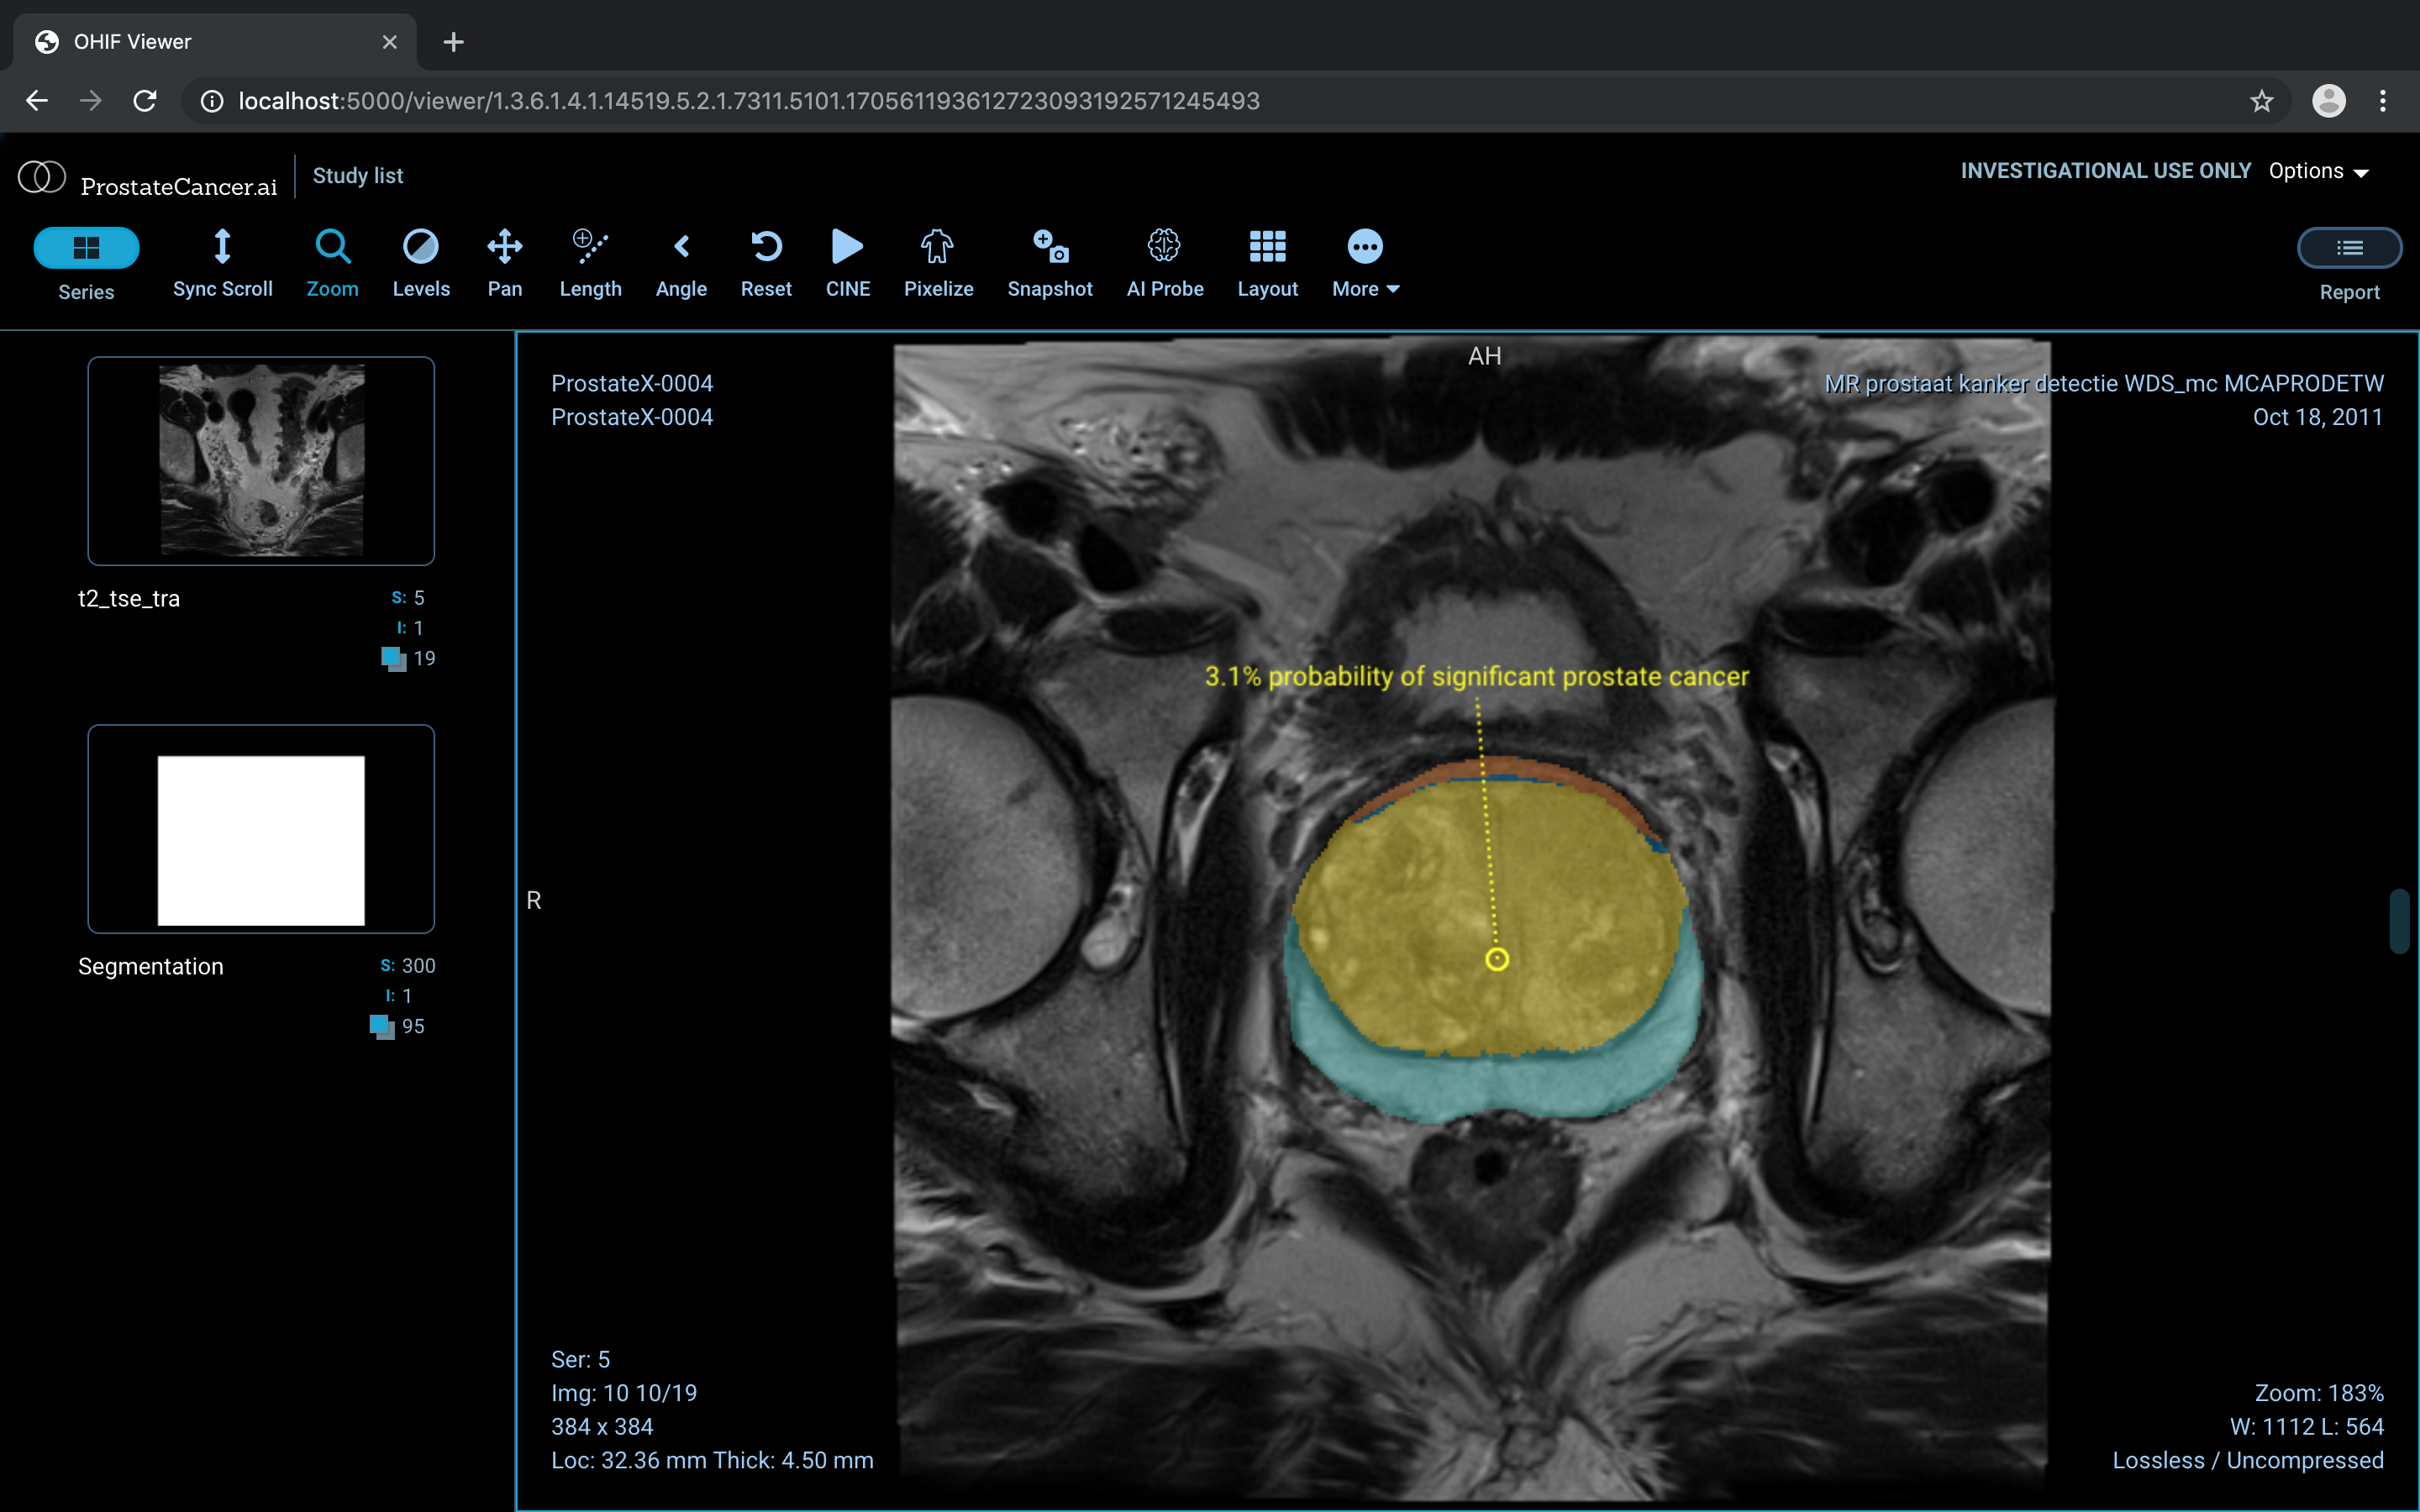 OHIF Viewer
localhost:5000/viewer/1.3.6.1.4.1.14519.5.2.1.7311.5101.170561193612723093192571245493
ProstateCancer.ai
Study list
INVESTIGATIONAL USE ONLY
Options
Series
Sync Scroll
Zoom
Levels
Pan
Length
Angle
Reset
CINE
Pixelize
Snapshot
AI Probe
Layout
More
Report
t2_tse_tra
S: 5
I: 1
19
Segmentation
S: 300
I: 1
95
ProstateX-0004
ProstateX-0004
AH
MR prostaat kanker detectie WDS_mc MCAPRODETW
Oct 18, 2011
3.1% probability of significant prostate cancer
R
Ser: 5
Img: 10 10/19
384 x 384
Loc: 32.36 mm Thick: 4.50 mm
Zoom: 183%
W: 1112 L: 564
Lossless / Uncompressed